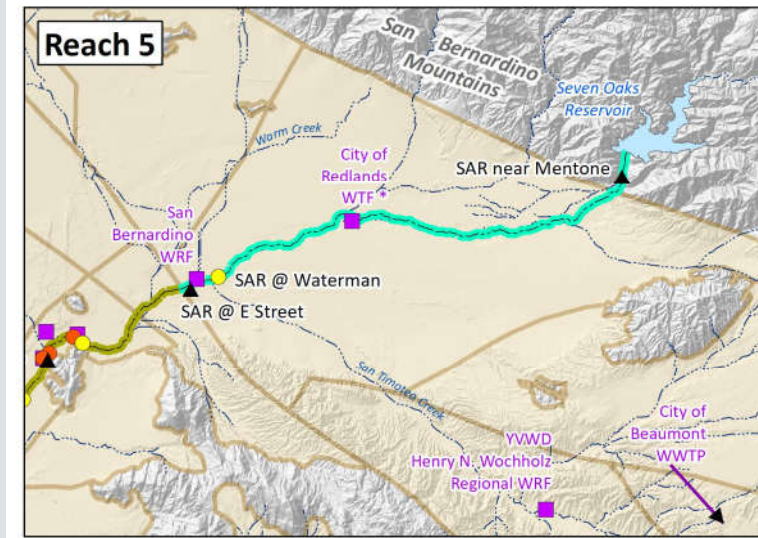 Reach 5
San Bernardino
Mountains
Seven Oaks
Reservoir
Warm Creek
City of
Redlands
WTF *
SAR near Mentone
San
Bernardino
WRF
SAR @ Waterman
SAR @ E Street
San Timoteo Creek
YVWD
Henry N. Wochholz
Regional WRF
City of
Beaumont
WWTP